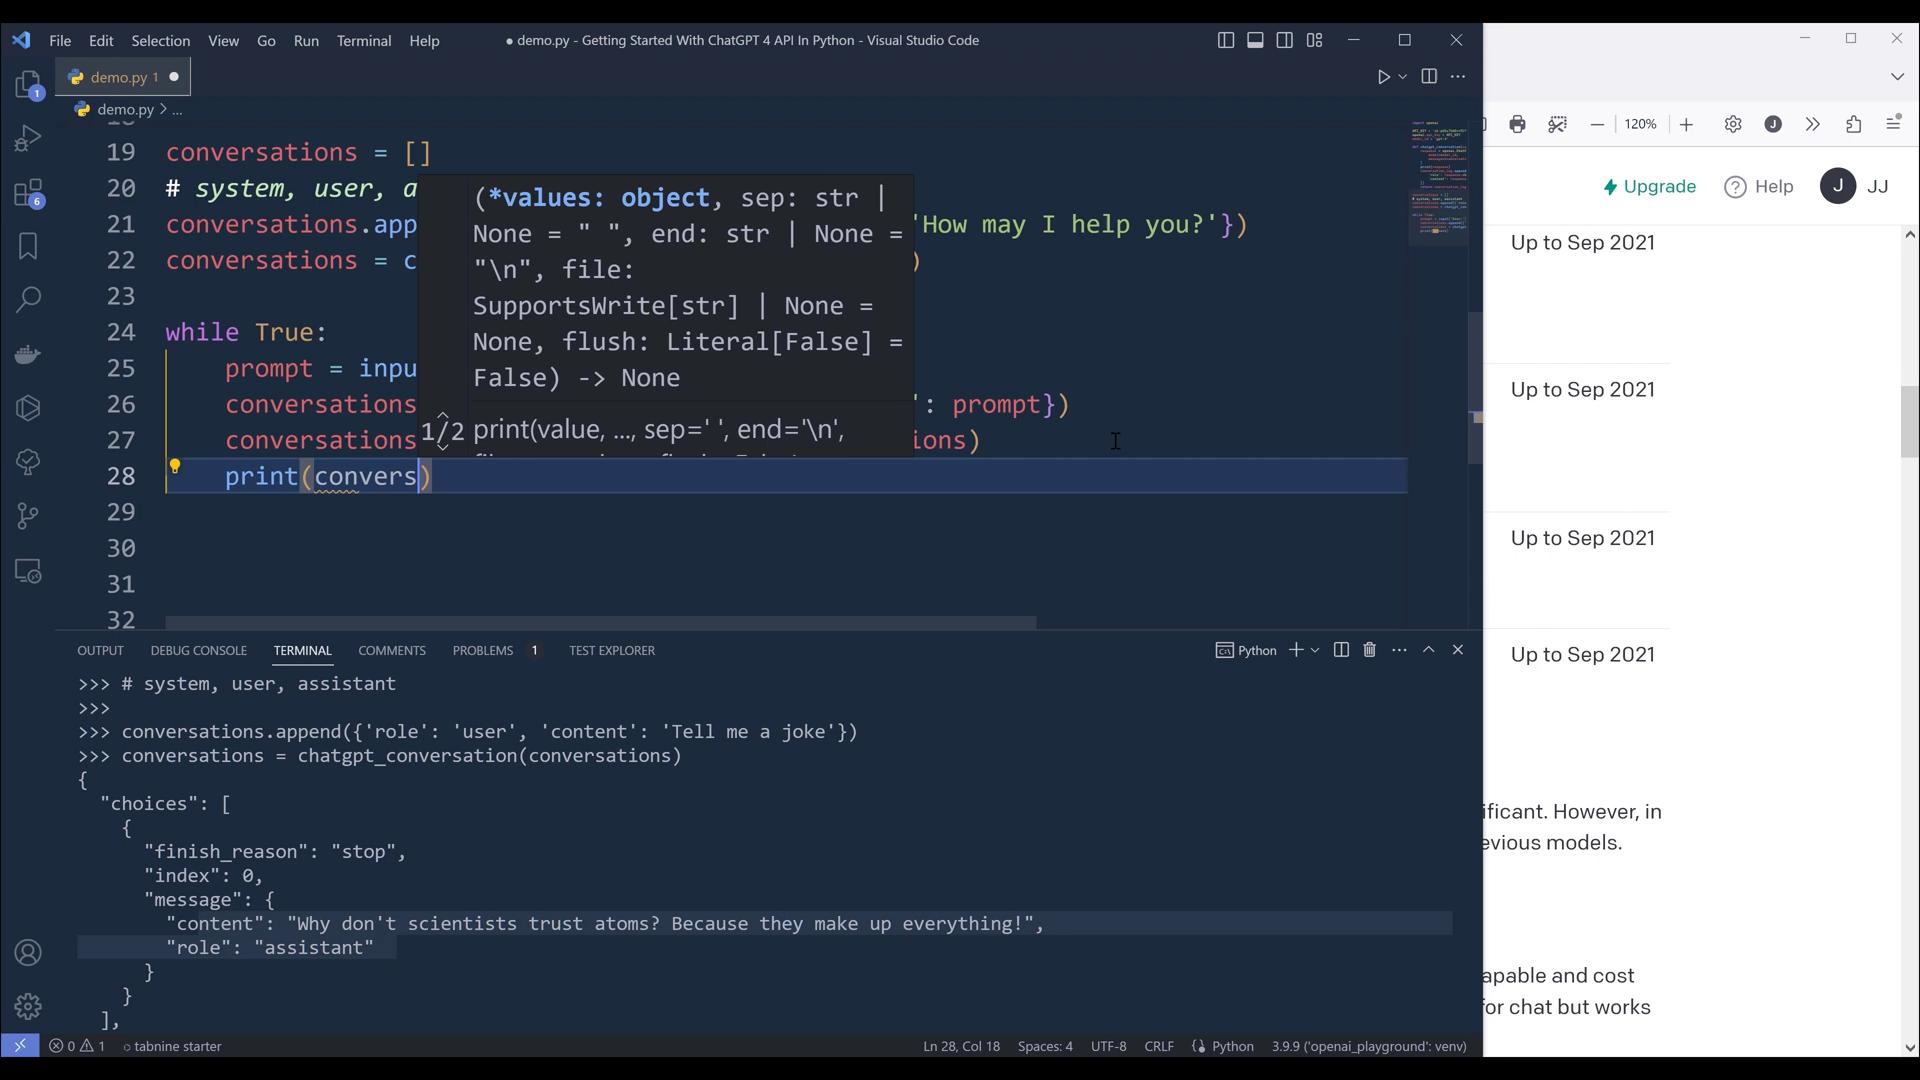 File Edit Selection View Go Run Terminal Help
● demo.py - Getting Started With ChatGPT 4 API In Python - Visual Studio Code
demo.py 1
demo.py > ...
120%
Upgrade
Help
J
JJ
19 conversations = []
20 # system, user, a
21 conversations.app 'How may I help you?'})
22 conversations = c )
23
24 while True:
25 prompt = inpu
26 conversations ': prompt})
27 conversations ions)
28 print(convers)
29
30
31
32
(*values: object, sep: str |
None = " ", end: str | None =
"\n", file:
SupportsWrite[str] | None =
None, flush: Literal[False] =
False) -> None
1/2 print(value, ..., sep=' ', end='\n',
Up to Sep 2021
Up to Sep 2021
Up to Sep 2021
Up to Sep 2021
ificant. However, in
evious models.
apable and cost
for chat but works
OUTPUT DEBUG CONSOLE TERMINAL COMMENTS PROBLEMS 1 TEST EXPLORER
Python
>>> # system, user, assistant
>>>
>>> conversations.append({'role': 'user', 'content': 'Tell me a joke'})
>>> conversations = chatgpt_conversation(conversations)
{
"choices": [
{
"finish_reason": "stop",
"index": 0,
"message": {
"content": "Why don't scientists trust atoms? Because they make up everything!",
"role": "assistant"
}
}
],
0 1 tabnine starter
Ln 28, Col 18 Spaces: 4 UTF-8 CRLF Python 3.9.9 ('openai_playground': venv)